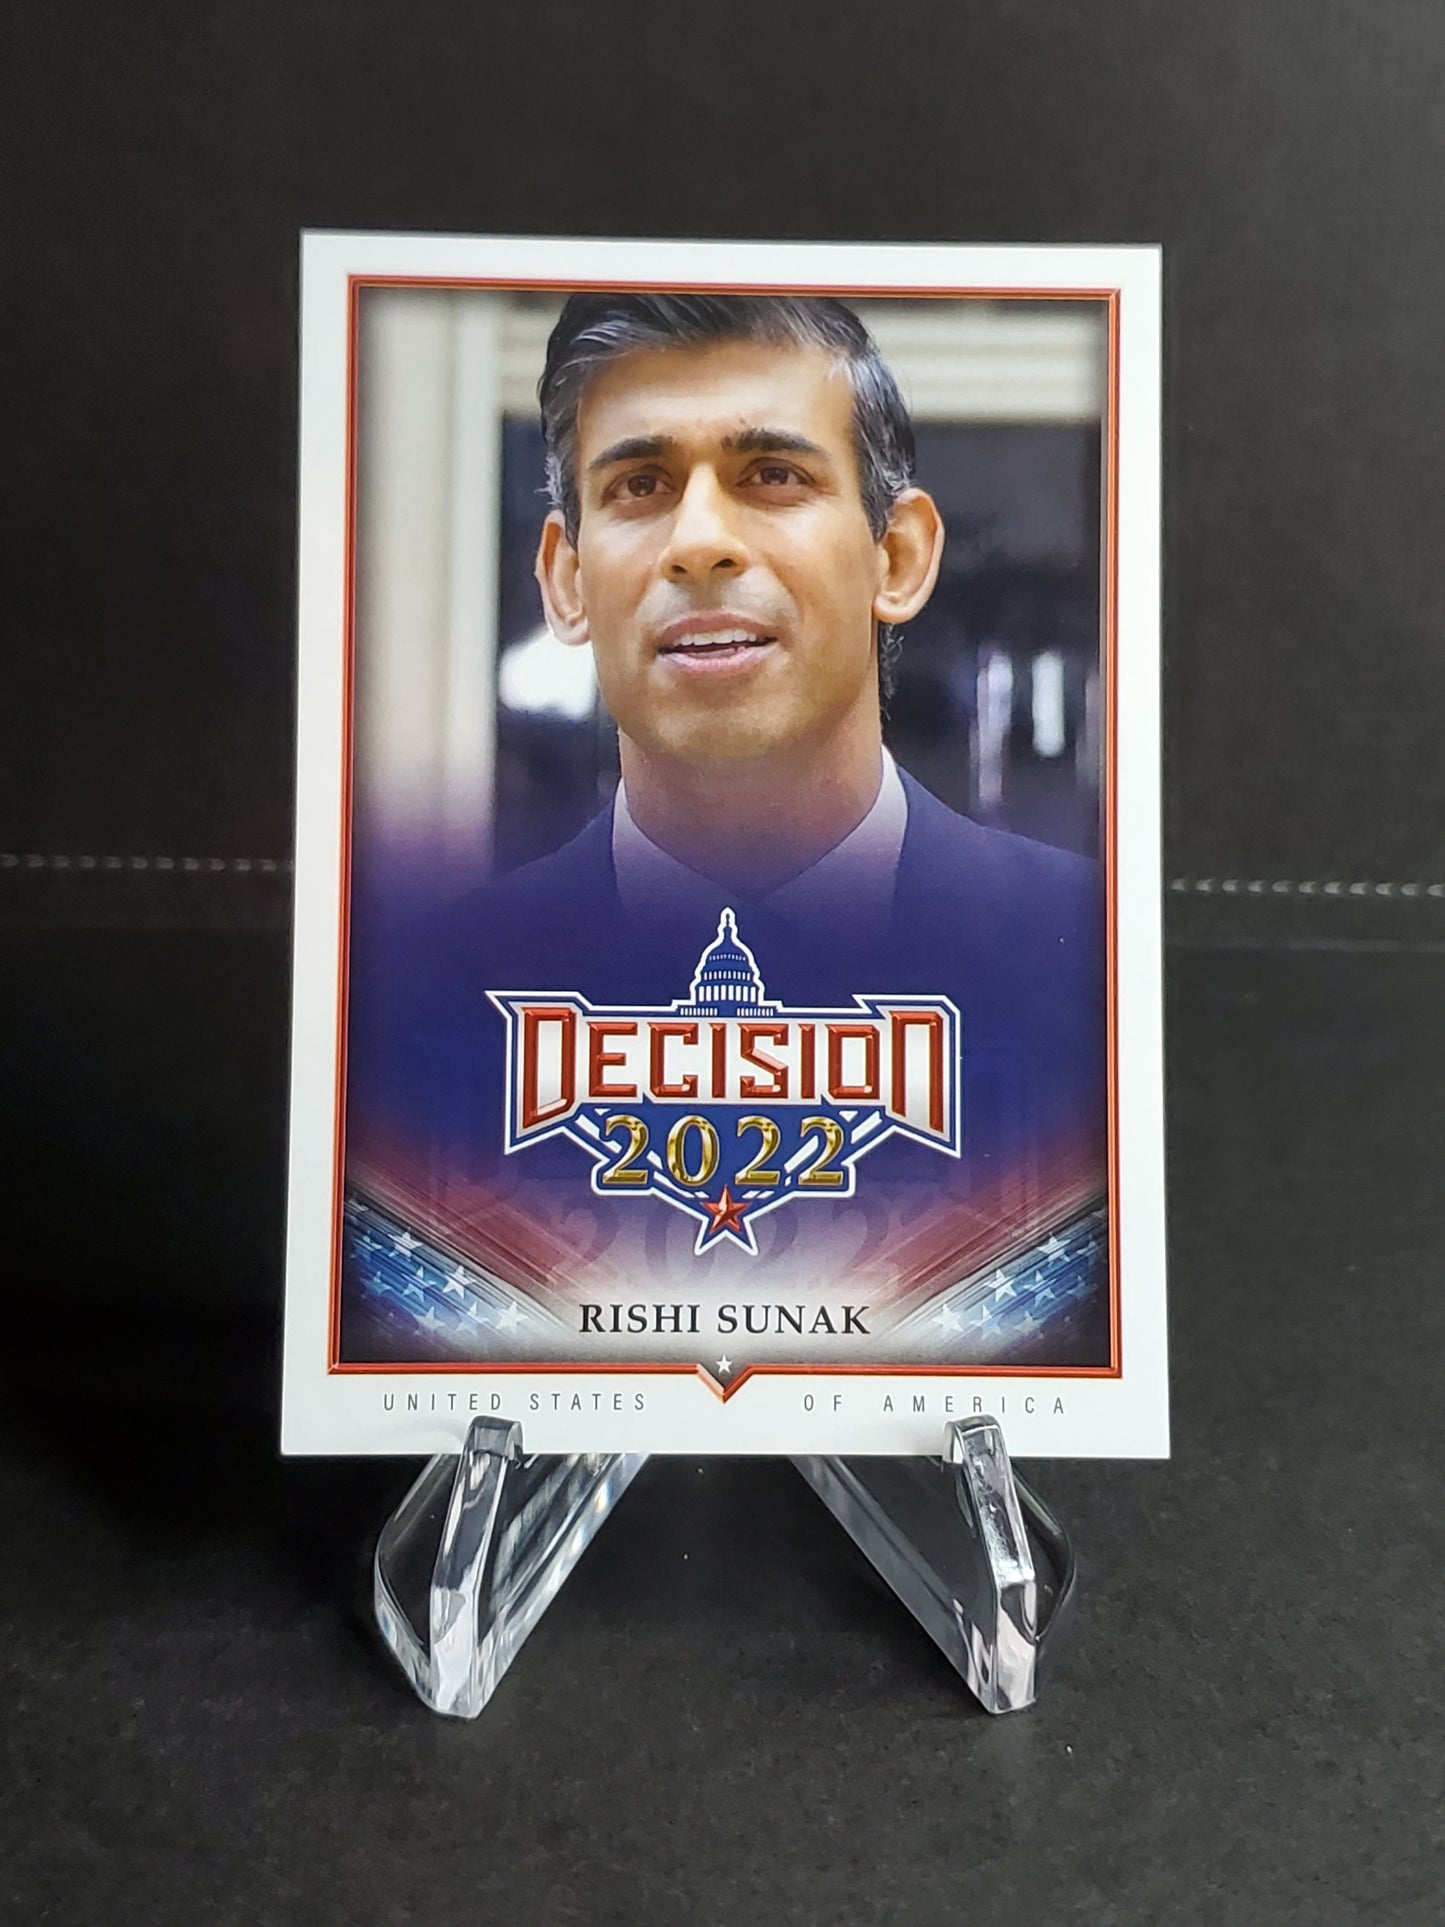 DECISION
2022
RISHI SUNAK
UNITED STATES OF AMERICA